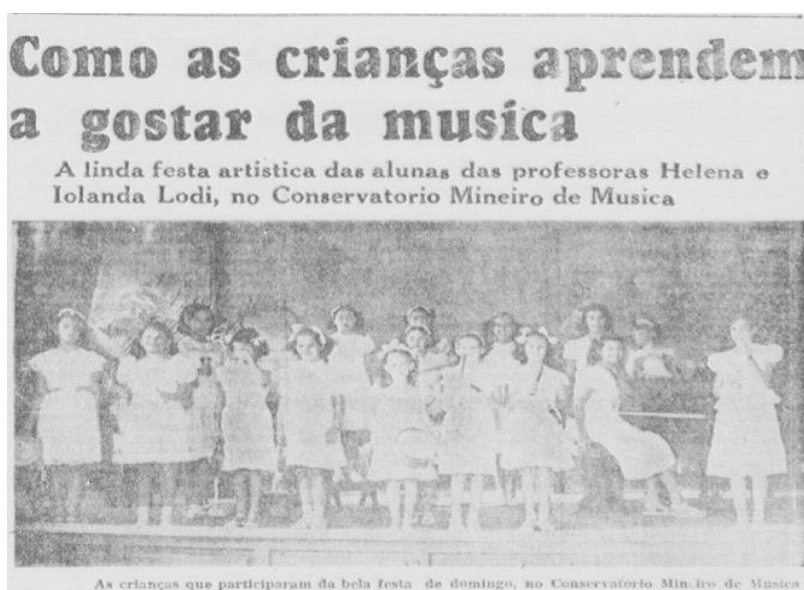 Como as crianças aprendem
a gostar da musica
A linda festa artistica das alunas das professoras Helena e
Iolanda Lodi, no Conservatorio Mineiro de Musica
As crianças que participaram da bela festa de domingo, no Conservatorio Mineiro de Musica